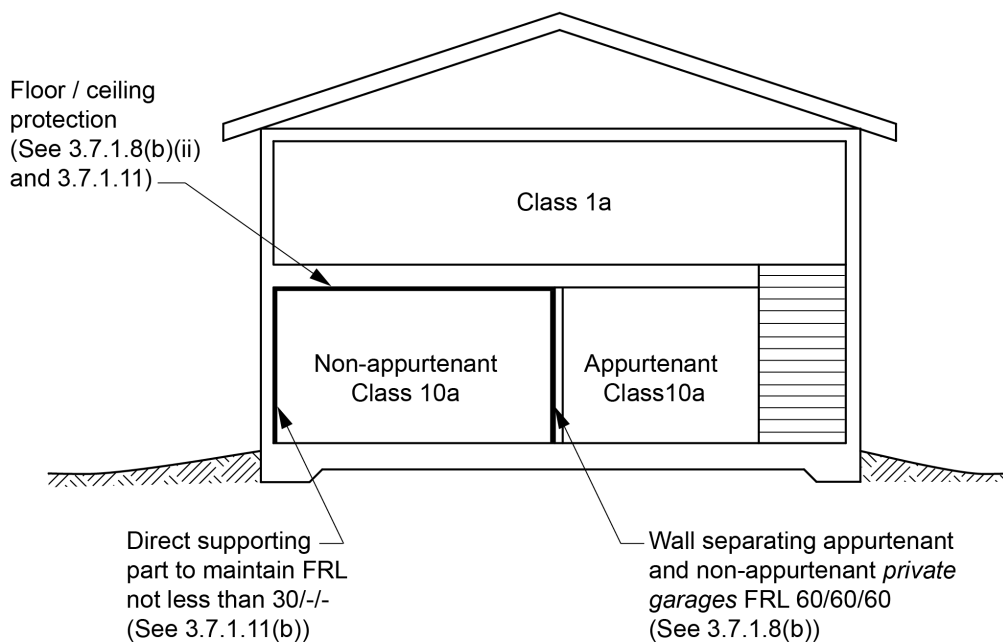 Floor / ceiling
protection
(See 3.7.1.8(b)(ii)
and 3.7.1.11)
Class 1a
Non-appurtenant
Class 10a
Appurtenant
Class10a
Direct supporting
part to maintain FRL
not less than 30/-/-
(See 3.7.1.11(b))
Wall separating appurtenant
and non-appurtenant private
garages FRL 60/60/60
(See 3.7.1.8(b))